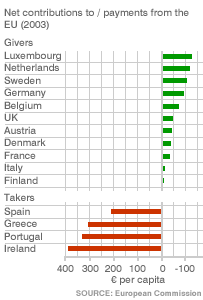 Net contributions to / payments from the
EU (2003)
Givers
Luxembourg
Netherlands
Sweden
Germany
Belgium
UK
Austria
Denmark
France
Italy
Finland
Takers
Spain
Greece
Portugal
Ireland
400 300 200 100 0 -100
€ per capita
SOURCE: European Commission